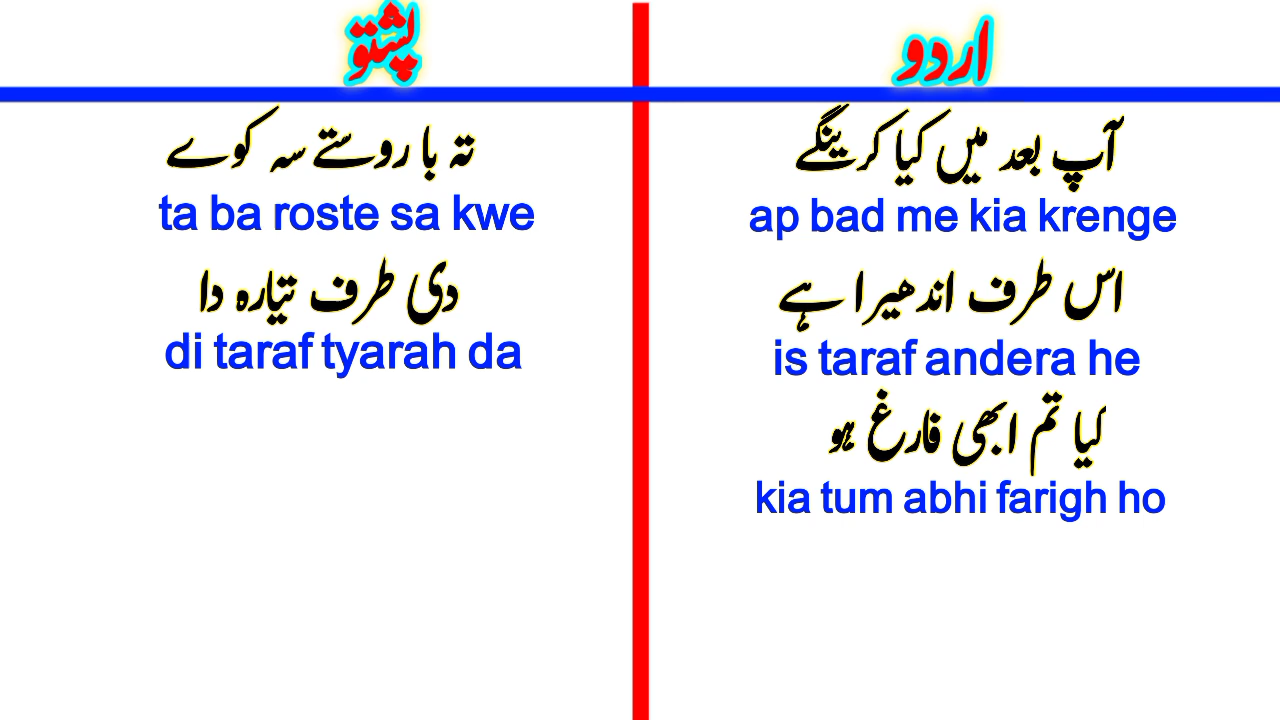 پشتو
اردو
تہ با روستے سہ کوے
ta ba roste sa kwe
آپ بعد میں کیا کرینگے
ap bad me kia krenge
دی طرف تیارہ دا
di taraf tyarah da
اس طرف اندھیرا ہے
is taraf andera he
کیا تم ابھی فارغ ہو
kia tum abhi farigh ho